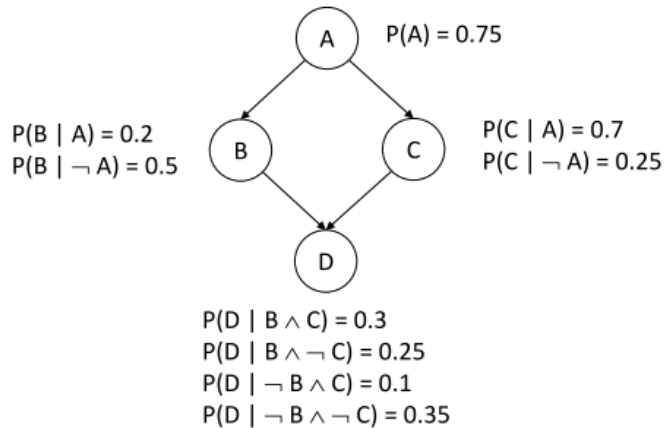 A
P(A) = 0.75
P(B | A) = 0.2
P(B | ¬ A) = 0.5
B
C
P(C | A) = 0.7
P(C | ¬ A) = 0.25
D
P(D | B ∧ C) = 0.3
P(D | B ∧ ¬ C) = 0.25
P(D | ¬ B ∧ C) = 0.1
P(D | ¬ B ∧ ¬ C) = 0.35